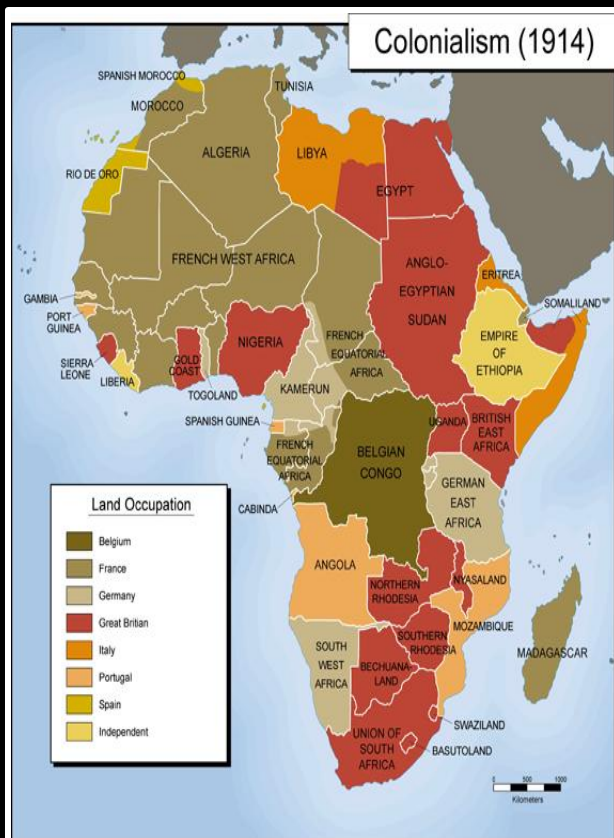 Colonialism (1914)
SPANISH MOROCCO
MOROCCO
TUNISIA
ALGERIA
LIBYA
RIO DE ORO
EGYPT
FRENCH WEST AFRICA
ANGLO-
EGYPTIAN
SUDAN
ERITREA
GAMBIA
PORT
GUINEA
SOMALILAND
NIGERIA
FRENCH
EQUATORIAL
AFRICA
EMPIRE
OF
ETHIOPIA
SIERRA
LEONE
GOLD
COAST
LIBERIA
TOGOLAND
KAMERUN
SPANISH GUINEA
UGANDA
BRITISH
EAST
AFRICA
FRENCH
EQUATORIAL
AFRICA
BELGIAN
CONGO
CABINDA
GERMAN
EAST
AFRICA
Land Occupation
Belgium
France
Germany
Great Britian
Italy
Portugal
Spain
Independent
ANGOLA
NORTHERN
RHODESIA
NYASALAND
MOZAMBIQUE
SOUTHERN
RHODESIA
SOUTH
WEST
AFRICA
BECHUANA-
LAND
MADAGASCAR
SWAZILAND
UNION OF
SOUTH
AFRICA
BASUTOLAND
0 500 1000
Kilometers